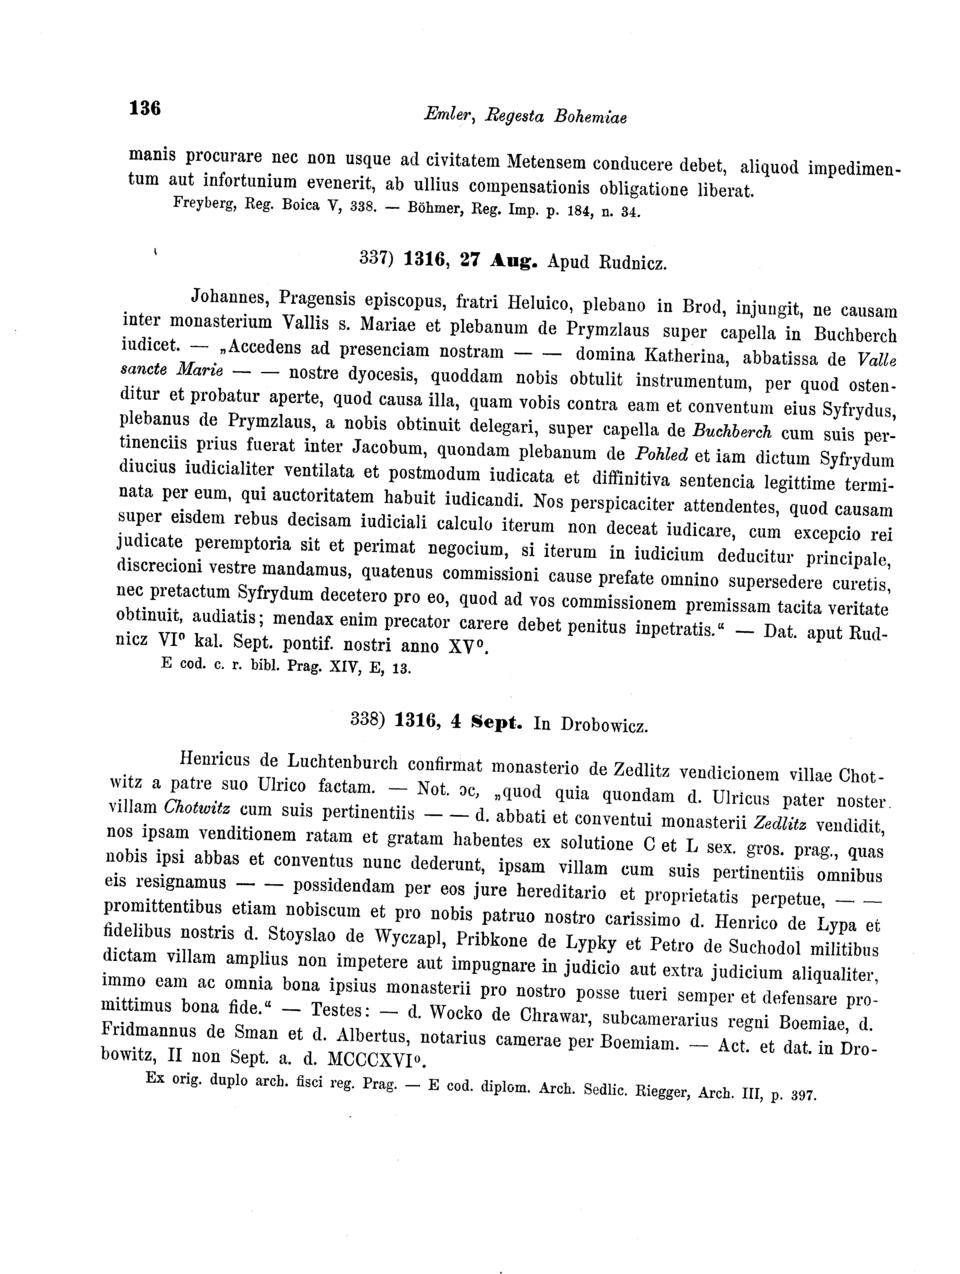 136
Emler, Regesta Bohemiae
manis procurare nec non usque ad civitatem Metensem conducere debet, aliquod impedimen-
tum aut infortunium evenerit, ab ullius compensationis obligatione liberat.
Freyberg, Reg. Boica V, 338. — Böhmer, Reg. Imp. p. 184, n. 34.
337) 1316, 27 Aug. Apud Rudnicz.
Johannes, Pragensis episcopus, fratri Heluico, plebano in Brod, injungit, ne causam
inter monasterium Vallis s. Mariae et plebanum de Prymzlaus super capella in Buchberch
iudicet. — „Accedens ad presenciam nostram — — domina Katherina, abbatissa de Valle
sancte Marie — — nostre dyocesis, quoddam nobis obtulit instrumentum, per quod osten-
ditur et probatur aperte, quod causa illa, quam vobis contra eam et conventum eius Syfrydus,
plebanus de Prymzlaus, a nobis obtinuit delegari, super capella de Buchberch cum suis per-
tinenciis prius fuerat inter Jacobum, quondam plebanum de Pohled et iam dictum Syfrydum
diucius iudicialiter ventilata et postmodum iudicata et diffinitiva sentencia legittime termi-
nata per eum, qui auctoritatem habuit iudicandi. Nos perspicaciter attendentes, quod causam
super eisdem rebus decisam iudiciali calculo iterum non deceat iudicare, cum excepcio rei
judicate peremptoria sit et perimat negocium, si iterum in iudicium deducitur principale,
discrecioni vestre mandamus, quatenus commissioni cause prefate omnino supersedere curetis,
nec pretactum Syfrydum decetero pro eo, quod ad vos commissionem premissam tacita veritate
obtinuit, audiatis; mendax enim precator carere debet penitus inpetratis.“ — Dat. aput Rud-
nicz VIº kal. Sept. pontif. nostri anno XVº.
E cod. c. r. bibl. Prag. XIV, E, 13.
338) 1316, 4 Sept. In Drobowicz.
Henricus de Luchtenburch confirmat monasterio de Zedlitz vendicionem villae Chot-
witz a patre suo Ulrico factam. — Not. ɔc, „quod quia quondam d. Ulricus pater noster
villam Chotwitz cum suis pertinentiis — — d. abbati et conventui monasterii Zedlitz vendidit,
nos ipsam venditionem ratam et gratam habentes ex solutione C et L sex. gros. prag., quas
nobis ipsi abbas et conventus nunc dederunt, ipsam villam cum suis pertinentiis omnibus
eis resignamus — — possidendam per eos jure hereditario et proprietatis perpetue, — —
promittentibus etiam nobiscum et pro nobis patruo nostro carissimo d. Henrico de Lypa et
fidelibus nostris d. Stoyslao de Wyczapl, Pribkone de Lypky et Petro de Suchodol militibus
dictam villam amplius non impetere aut impugnare in judicio aut extra judicium aliqualiter,
immo eam ac omnia bona ipsius monasterii pro nostro posse tueri semper et defensare pro-
mittimus bona fide.“ — Testes: — d. Wocko de Chrawar, subcamerarius regni Boemiae, d.
Fridmannus de Sman et d. Albertus, notarius camerae per Boemiam. — Act. et dat. in Dro-
bowitz, II non Sept. a. d. MCCCXVIº.
Ex orig. duplo arch. fisci reg. Prag. — E cod. diplom. Arch. Sedlic. Riegger, Arch. III, p. 397.